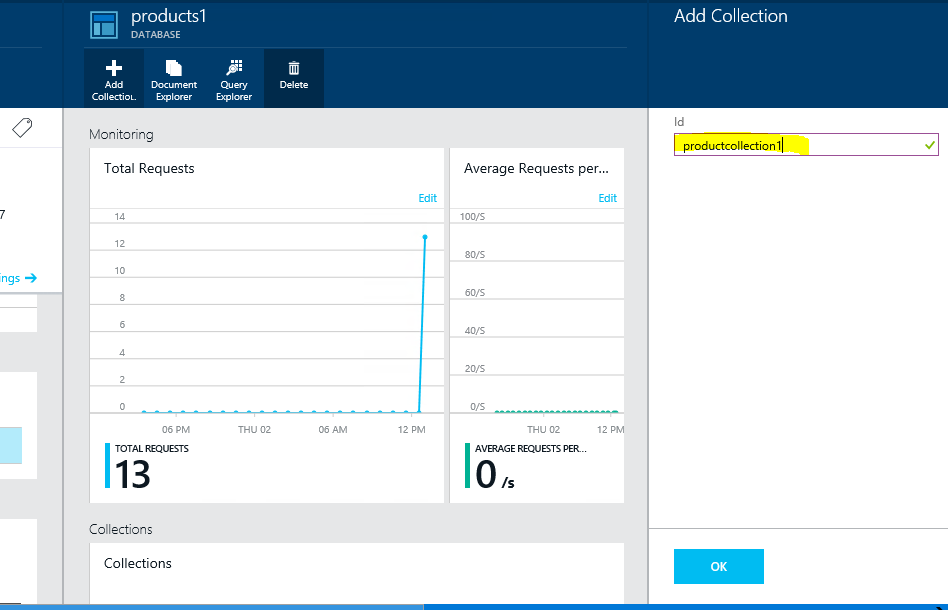 products1
DATABASE
Add Collection
Add
Collectio..
Document
Explorer
Query
Explorer
Delete
Id
productcollection1
7
ings →
Monitoring
Total Requests
Edit
14
12
10
8
6
4
2
0
06 PM THU 02 06 AM 12 PM
TOTAL REQUESTS
13
Average Requests per...
Edit
100/S
80/S
60/S
40/S
20/S
0/S
THU 02 12 PM
AVERAGE REQUESTS PER...
0 /s
Collections
Collections
OK